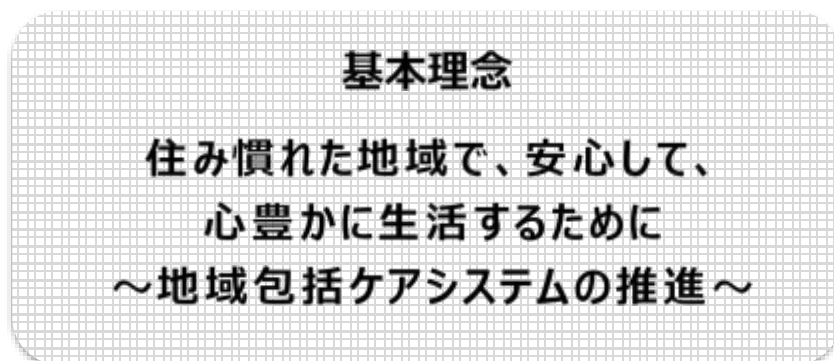 基本理念
住み慣れた地域で、安心して、
心豊かに生活するために
～地域包括ケアシステムの推進～